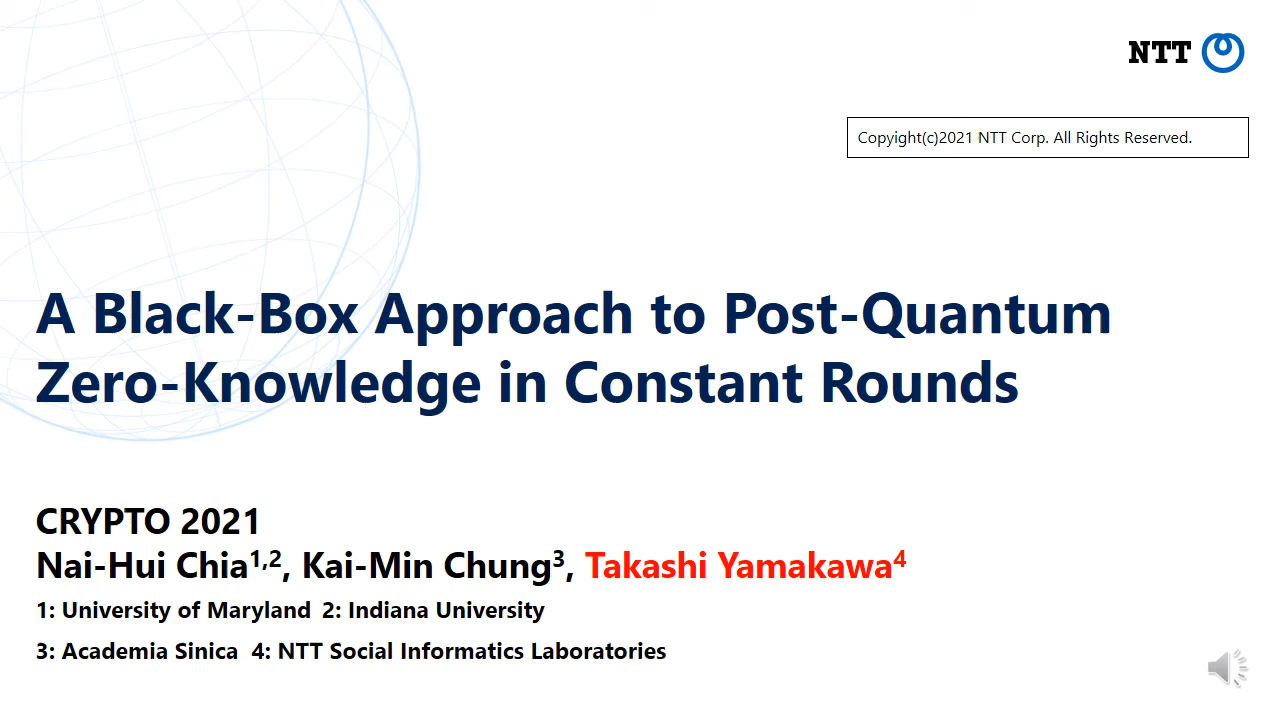 NTT
Copyright(c)2021 NTT Corp. All Rights Reserved.
A Black-Box Approach to Post-Quantum
Zero-Knowledge in Constant Rounds
CRYPTO 2021
Nai-Hui Chia1,2, Kai-Min Chung3, Takashi Yamakawa4
1: University of Maryland 2: Indiana University
3: Academia Sinica 4: NTT Social Informatics Laboratories